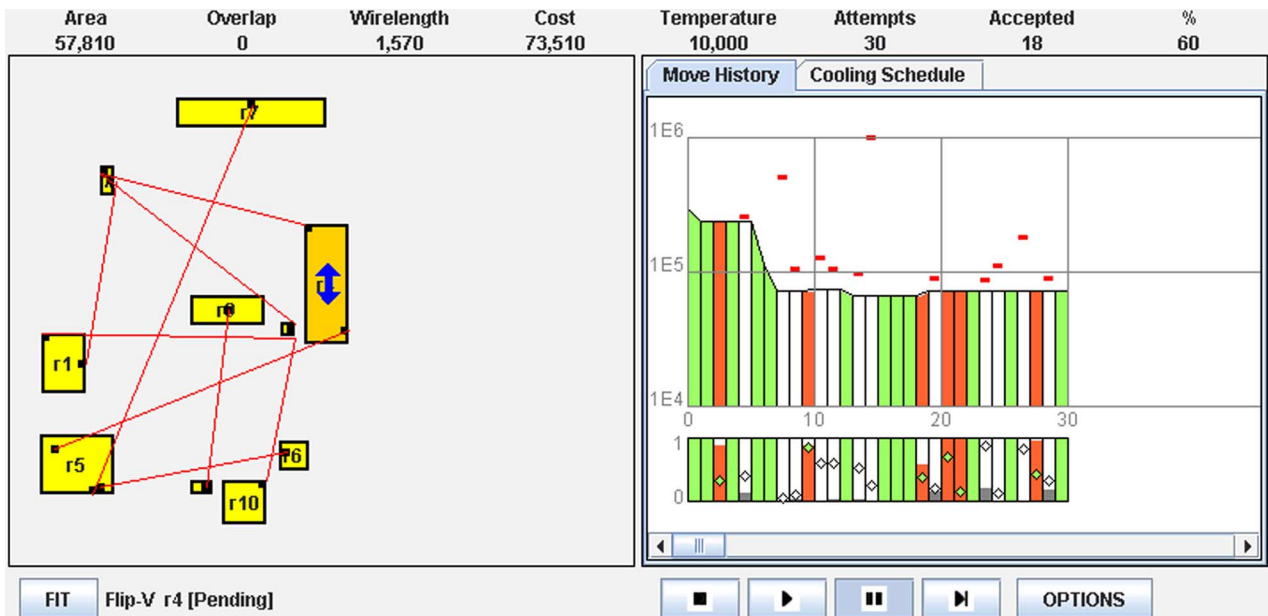 Area Overlap Wirelength Cost Temperature Attempts Accepted %
57,810 0 1,570 73,510 10,000 30 18 60
Move History Cooling Schedule
r7
1E6
1E5
r1
1E4
0 10 20 30
r5
r6
1
r10
0
FIT Flip-V r4 [Pending] OPTIONS